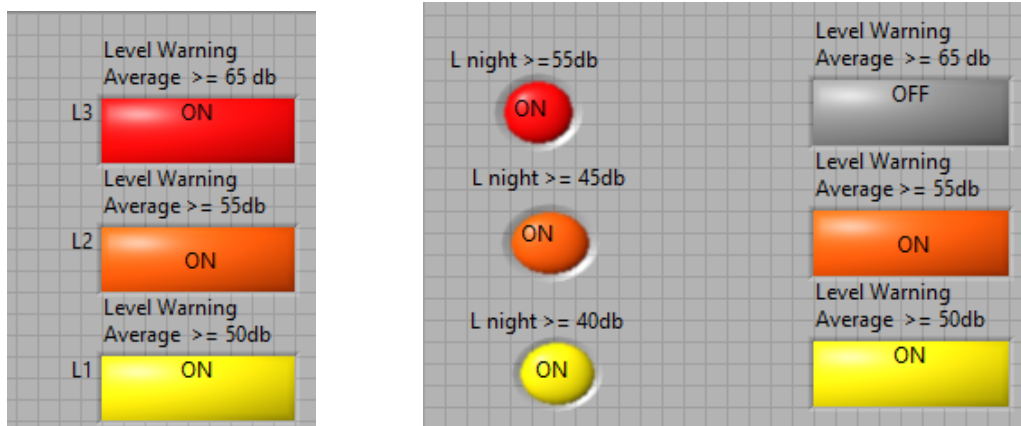 Level Warning
Average >= 65 db
L3 ON
Level Warning
Average >= 55db
L2
ON
Level Warning
Average >= 50db
L1 ON
L night >=55db
ON
L night >= 45db
ON
L night >= 40db
ON
Level Warning
Average >= 65 db
OFF
Level Warning
Average >= 55db
ON
Level Warning
Average >= 50db
ON